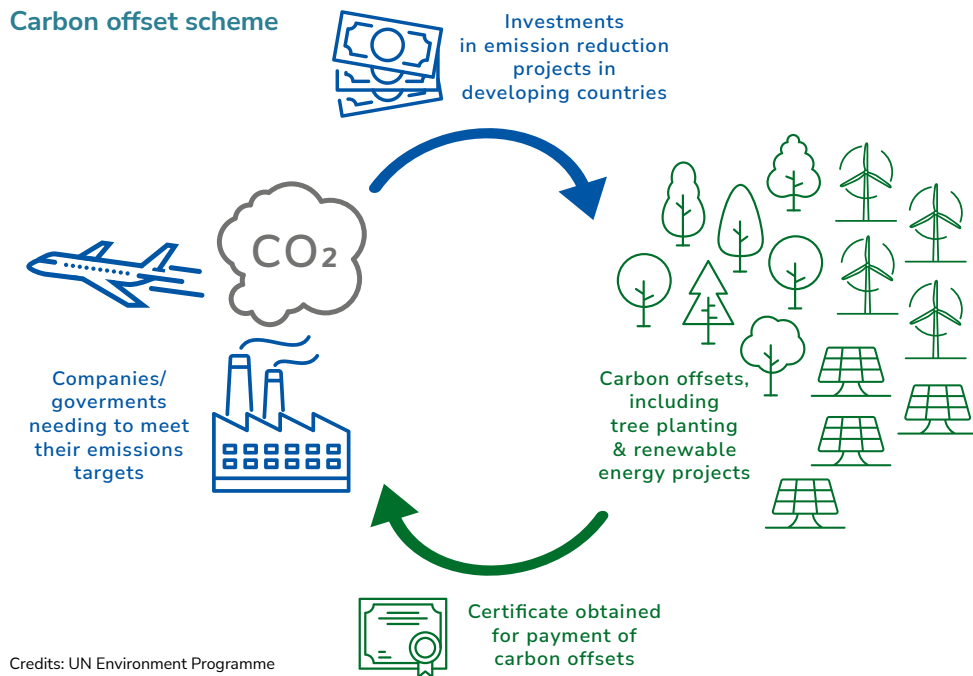 Carbon offset scheme
Investments
in emission reduction
projects in
developing countries
CO₂
Companies/
goverments
needing to meet
their emissions
targets
Carbon offsets,
including
tree planting
& renewable
energy projects
Certificate obtained
for payment of
carbon offsets
Credits: UN Environment Programme